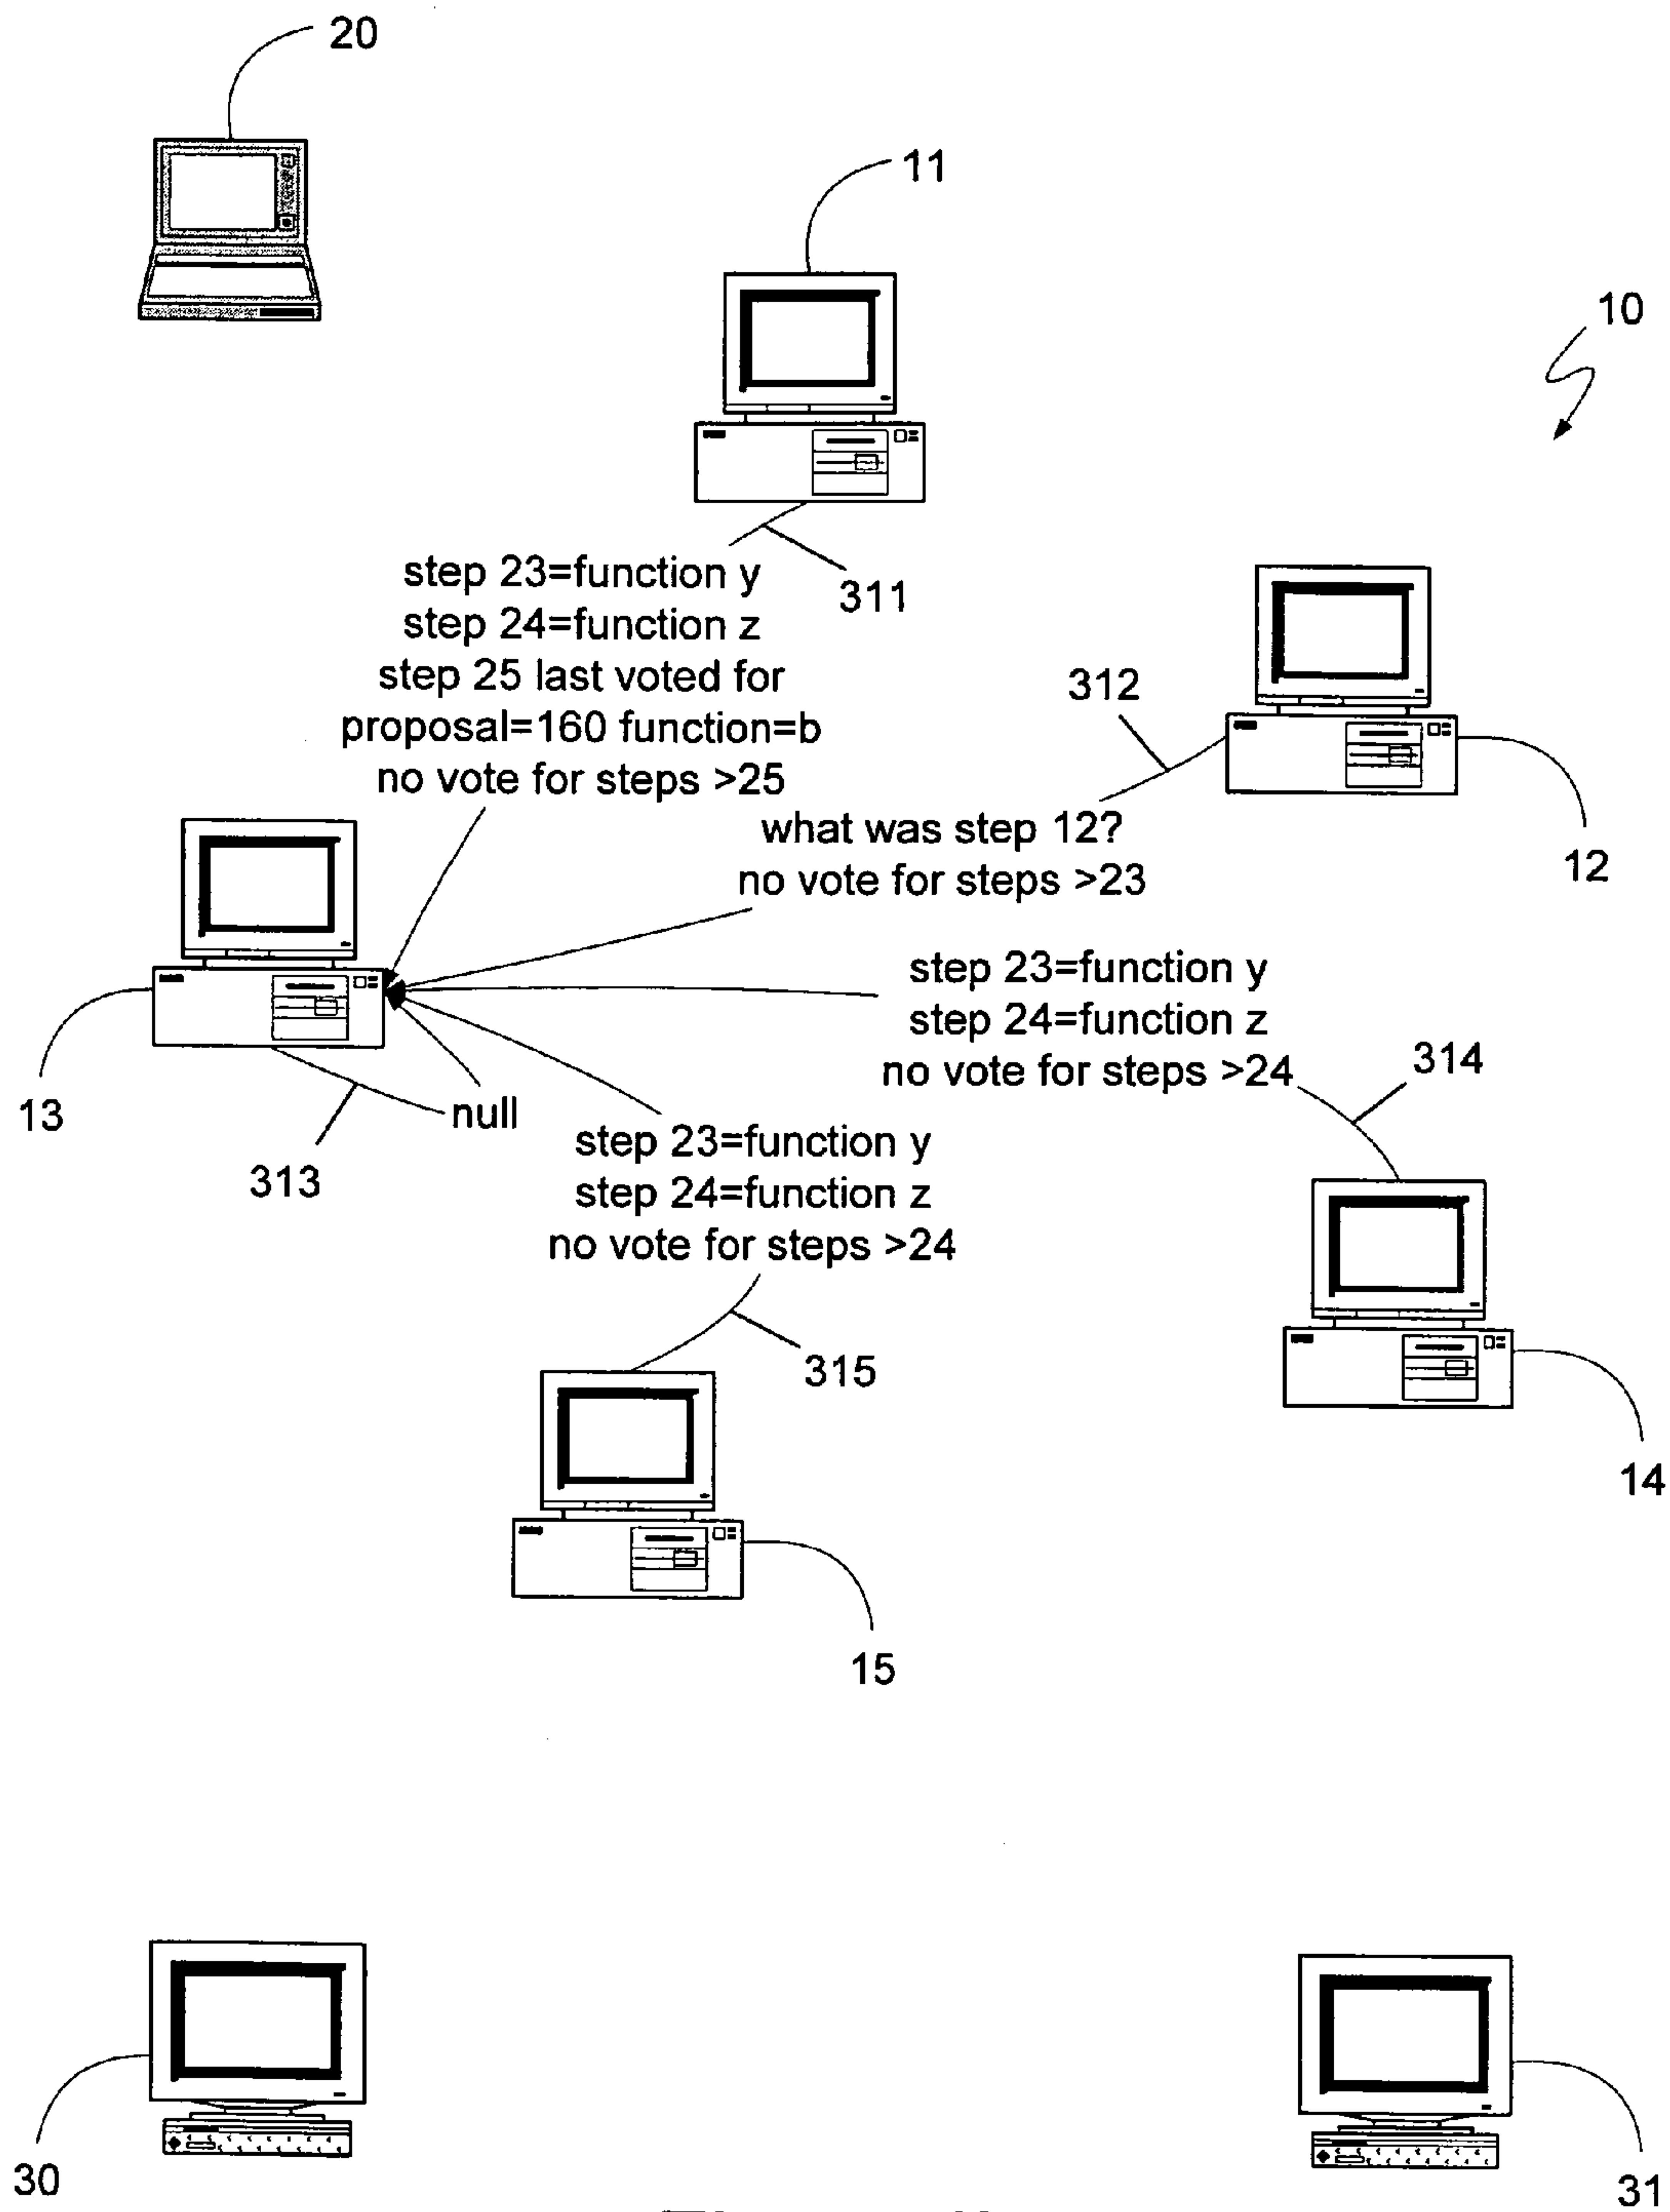 20
11
10
step 23=function y
step 24=function z
step 25 last voted for
proposal=160 function=b
no vote for steps >25
311
312
what was step 12?
no vote for steps >23
12
step 23=function y
step 24=function z
no vote for steps >24
314
13
null
313
step 23=function y
step 24=function z
no vote for steps >24
315
14
15
30
31